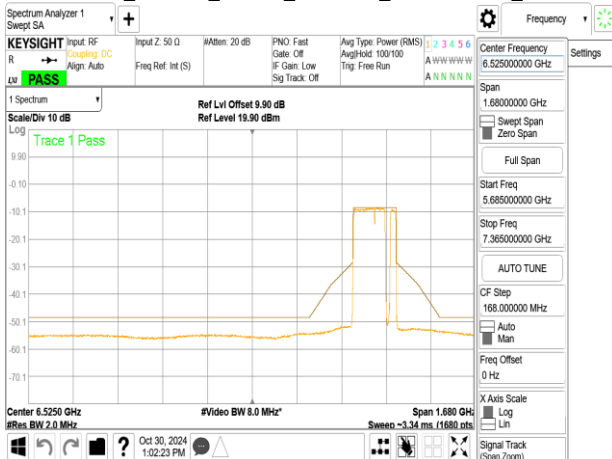 Spectrum Analyzer 1
Swept SA
Frequency
Settings
KEYSIGHT
R
LXI
PASS
Input: RF
Coupling: DC
Align: Auto
Input Z: 50 Ω
Freq Ref: Int (S)
#Atten: 20 dB
PNO: Fast
Gate: Off
IF Gain: Low
Sig Track: Off
Avg Type: Power (RMS)
Avg|Hold: 100/100
Trig: Free Run
1 2 3 4 5 6
A W W W W W
A N N N N N
1 Spectrum
Scale/Div 10 dB
Ref Lvl Offset 9.90 dB
Ref Level 19.90 dBm
Log
Trace 1 Pass
9.90
-0.10
-10.1
-20.1
-30.1
-40.1
-50.1
-60.1
-70.1
Center 6.5250 GHz
#Video BW 8.0 MHz*
Span 1.680 GHz
#Res BW 2.0 MHz
Sweep ~3.34 ms (1680 pts
Oct 30, 2024
1:02:23 PM
Center Frequency
6.525000000 GHz
Span
1.68000000 GHz
Swept Span
Zero Span
Full Span
Start Freq
5.685000000 GHz
Stop Freq
7.365000000 GHz
AUTO TUNE
CF Step
168.000000 MHz
Auto
Man
Freq Offset
0 Hz
X Axis Scale
Log
Lin
Signal Track
(Span Zoom)